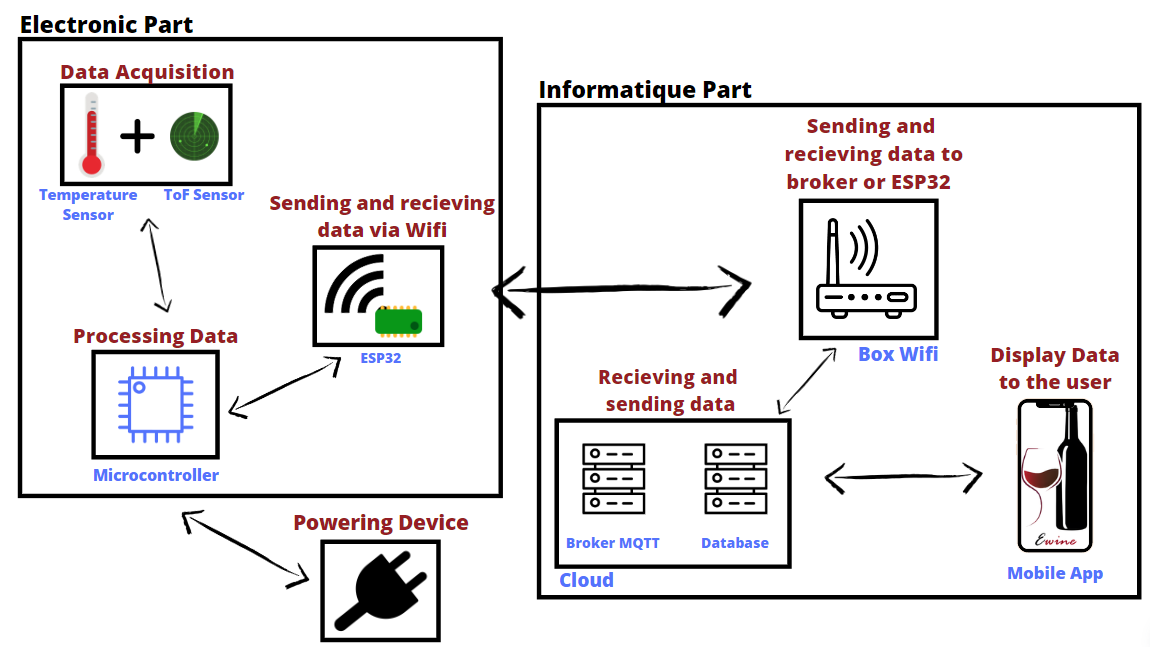 Electronic Part
Data Acquisition
Temperature
Sensor
ToF Sensor
Sending and recieving
data via Wifi
ESP32
Processing Data
Microcontroller
Powering Device
Informatique Part
Sending and
recieving data to
broker or ESP32
Box Wifi
Recieving and
sending data
Broker MQTT
Database
Cloud
Display Data
to the user
Ewine
Mobile App